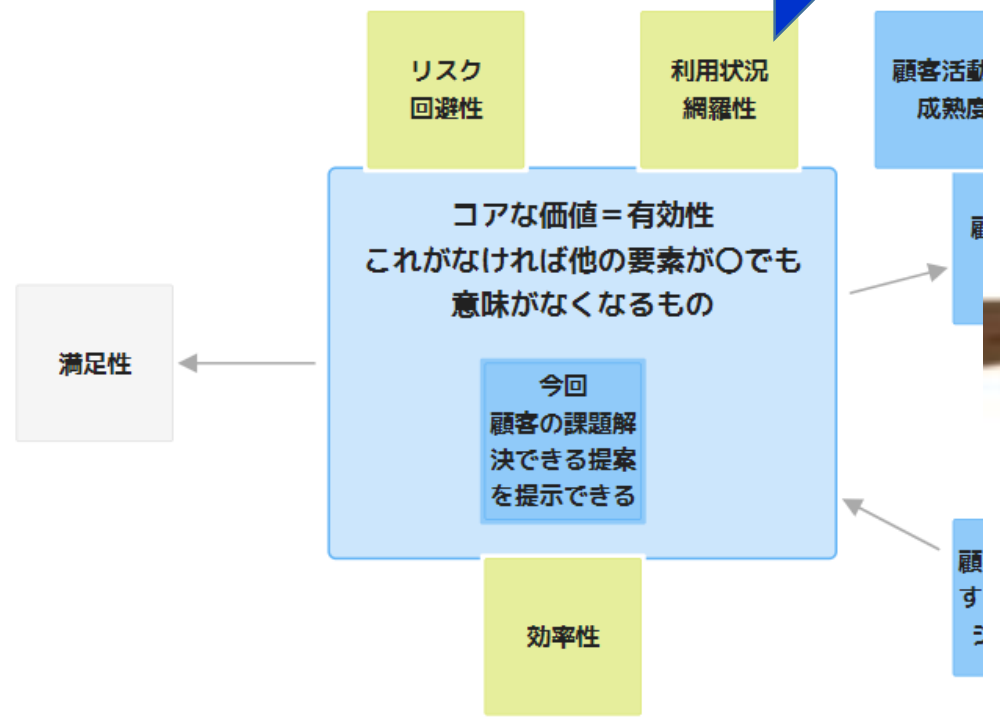 リスク
回避性
利用状況
網羅性
顧客活動
成熟度
コアな価値＝有効性
これがなければ他の要素が〇でも
意味がなくなるもの
顧
満足性
今回
顧客の課題解
決できる提案
を提示できる
顧
す
効率性